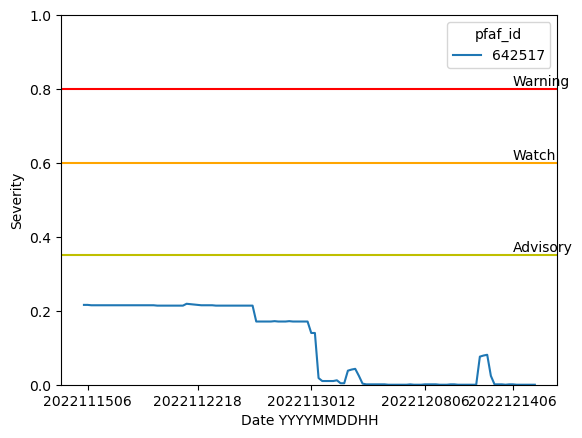 1.0
pfaf_id
642517
0.8
Warning
0.6
Watch
0.4
Advisory
0.2
0.0
Severity
2022111506 2022112218 2022113012 2022120806 2022121406
Date YYYYMMDDHH